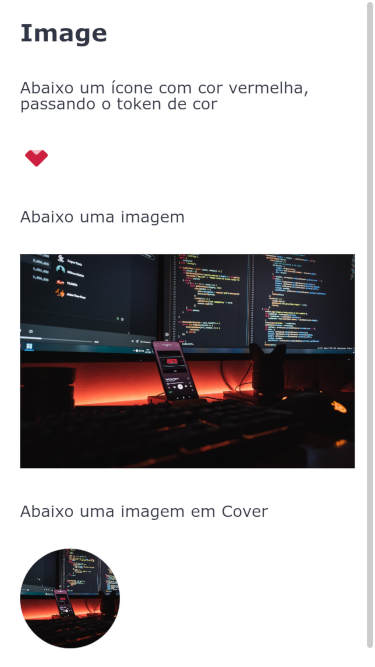 Image
Abaixo um ícone com cor vermelha,
passando o token de cor
Abaixo uma imagem
Abaixo uma imagem em Cover